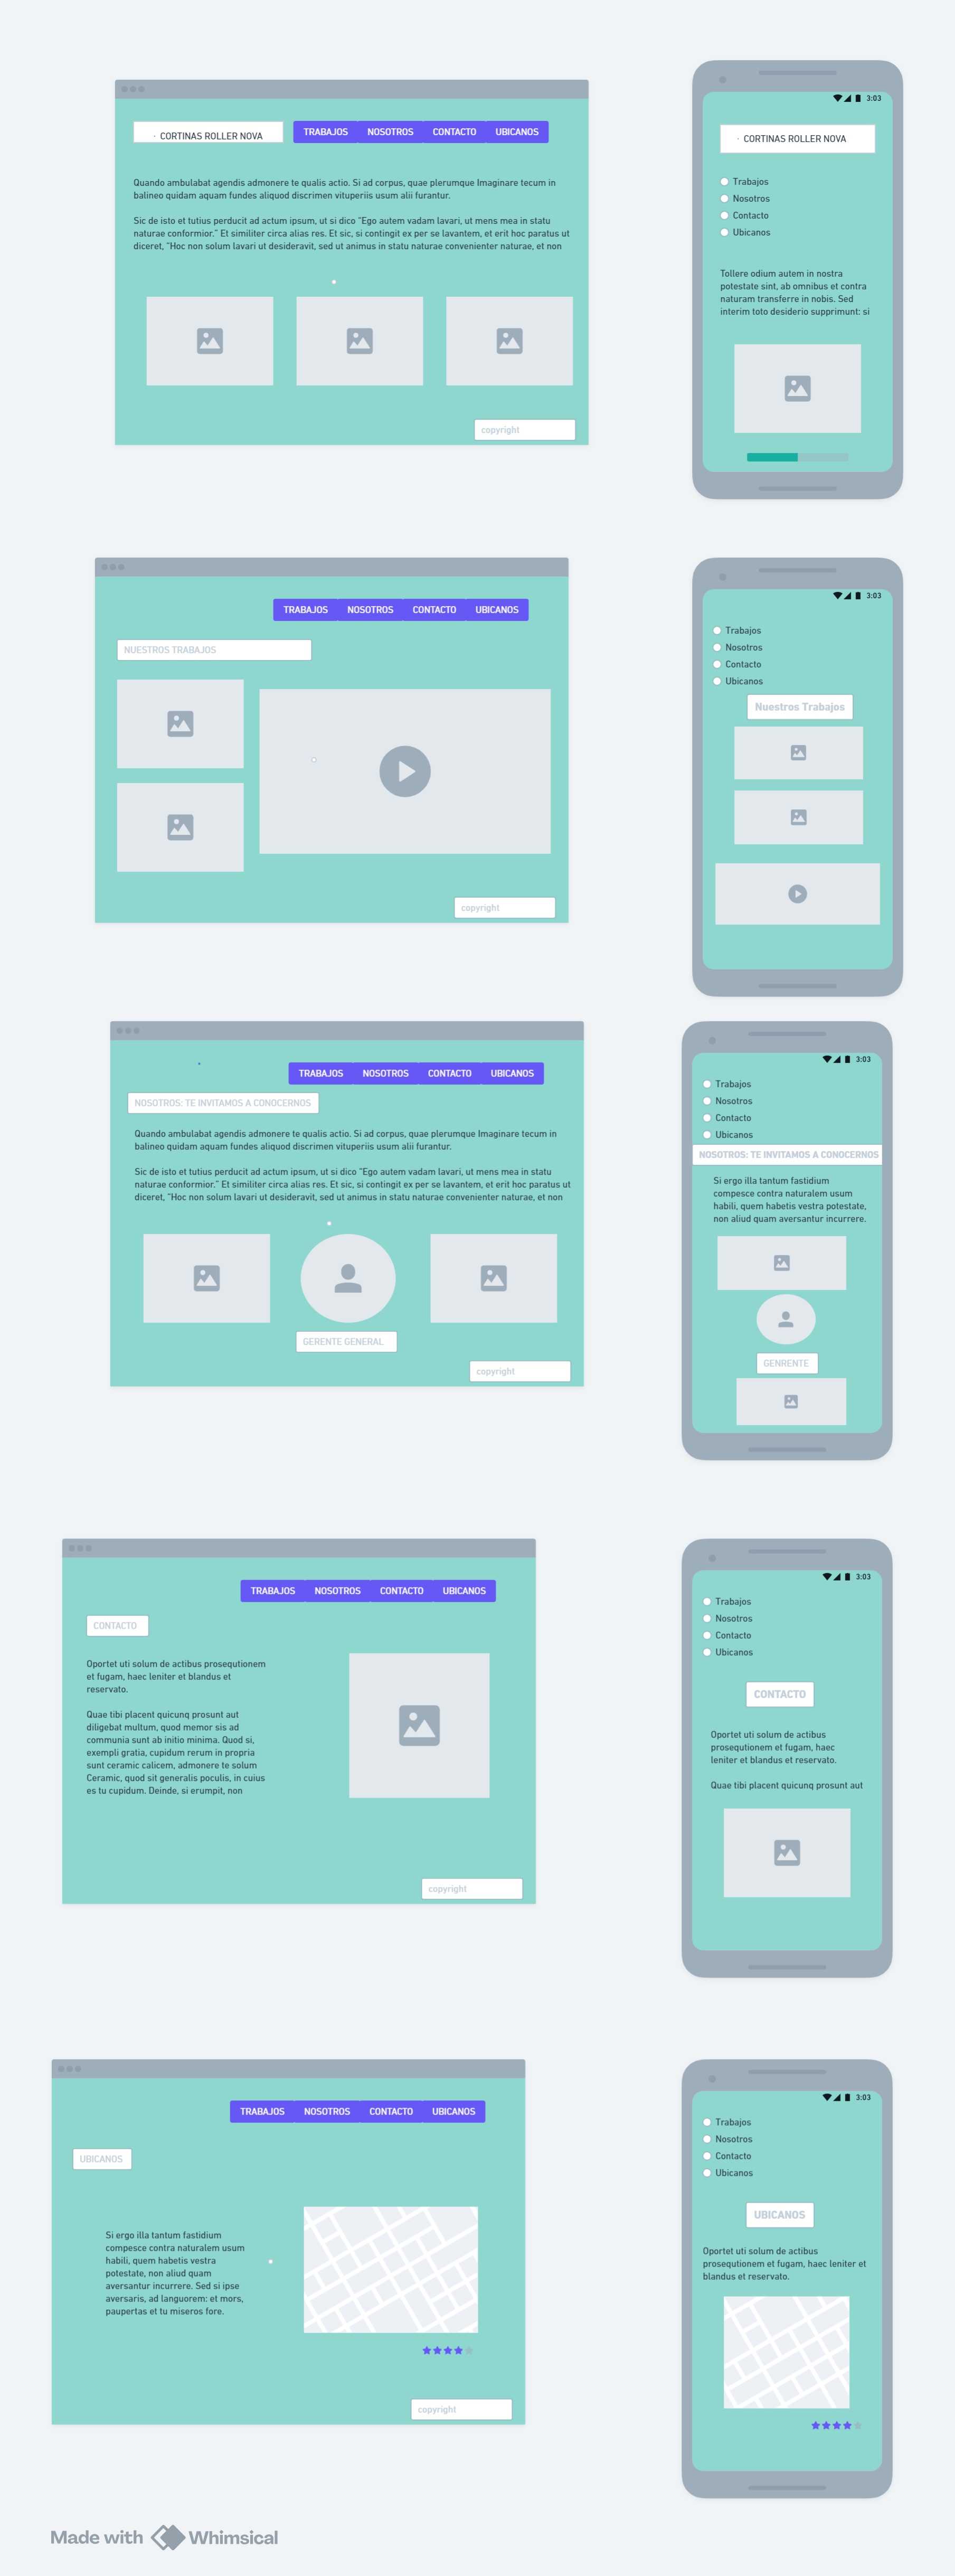 CORTINAS ROLLER NOVA
TRABAJOS NOSOTROS CONTACTO UBICANOS
Quando ambulabat agendis admonere te qualis actio. Si ad corpus, quae plerumque Imaginare tecum in
balineo quidam aquam fundes aliquod discrimen vituperiis usum alii furantur.
Sic de isto et tutius perducit ad actum ipsum, ut si dico "Ego autem vadam lavari, ut mens mea in statu
naturae conformior." Et similiter circa alias res. Et sic, si contingit ex per se lavantem, et erit hoc paratus ut
diceret, "Hoc non solum lavari ut desideravit, sed ut animus in statu naturae convenienter naturae, et non
copyright
3:03
CORTINAS ROLLER NOVA
Trabajos
Nosotros
Contacto
Ubicanos
Tollere odium autem in nostra
potestate sint, ab omnibus et contra
naturam transferre in nobis. Sed
interim toto desiderio supprimunt: si
TRABAJOS NOSOTROS CONTACTO UBICANOS
NUESTROS TRABAJOS
copyright
3:03
Trabajos
Nosotros
Contacto
Ubicanos
Nuestros Trabajos
TRABAJOS NOSOTROS CONTACTO UBICANOS
NOSOTROS: TE INVITAMOS A CONOCERNOS
Quando ambulabat agendis admonere te qualis actio. Si ad corpus, quae plerumque Imaginare tecum in
balineo quidam aquam fundes aliquod discrimen vituperiis usum alii furantur.
Sic de isto et tutius perducit ad actum ipsum, ut si dico "Ego autem vadam lavari, ut mens mea in statu
naturae conformior." Et similiter circa alias res. Et sic, si contingit ex per se lavantem, et erit hoc paratus ut
diceret, "Hoc non solum lavari ut desideravit, sed ut animus in statu naturae convenienter naturae, et non
GERENTE GENERAL
copyright
3:03
Trabajos
Nosotros
Contacto
Ubicanos
NOSOTROS: TE INVITAMOS A CONOCERNOS
Si ergo illa tantum fastidium
compesce contra naturalem usum
habili, quem habetis vestra potestate,
non aliud quam aversantur incurrere.
GENRENTE
TRABAJOS NOSOTROS CONTACTO UBICANOS
CONTACTO
Oportet uti solum de actibus prosequtionem
et fugam, haec leniter et blandus et
reservato.
Quae tibi placent quicunq prosunt aut
diligebat multum, quod memor sis ad
communia sunt ab initio minima. Quod si,
exempli gratia, cupidum rerum in propria
sunt ceramic calicem, admonere te solum
Ceramic, quod sit generalis poculis, in cuius
es tu cupidum. Deinde, si erumpit, non
copyright
3:03
Trabajos
Nosotros
Contacto
Ubicanos
CONTACTO
Oportet uti solum de actibus
prosequtionem et fugam, haec
leniter et blandus et reservato.
Quae tibi placent quicunq prosunt aut
TRABAJOS NOSOTROS CONTACTO UBICANOS
UBICANOS
Si ergo illa tantum fastidium
compesce contra naturalem usum
habili, quem habetis vestra
potestate, non aliud quam
aversantur incurrere. Sed si ipse
aversaris, ad languorem: et mors,
paupertas et tu miseros fore.
copyright
3:03
Trabajos
Nosotros
Contacto
Ubicanos
UBICANOS
Oportet uti solum de actibus
prosequtionem et fugam, haec leniter et
blandus et reservato.
Made with Whimsical